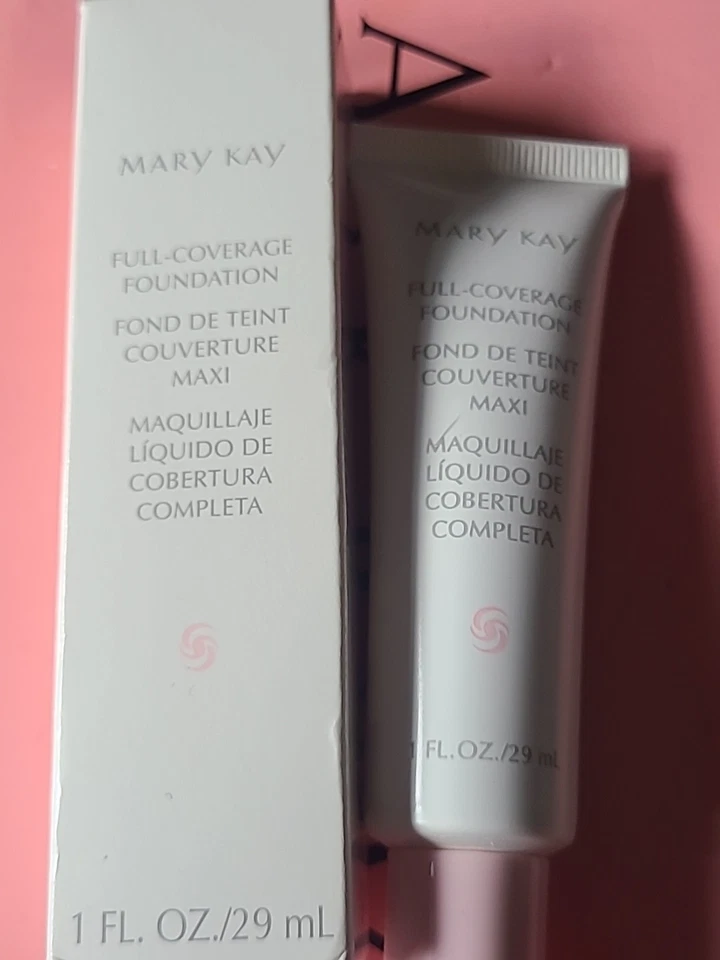 MARY KAY
FULL-COVERAGE
FOUNDATION
FOND DE TEINT
COUVERTURE
MAXI
MAQUILLAJE
LÍQUIDO DE
COBERTURA
COMPLETA
1 FL. OZ./29 mL
A
MARY KAY
FULL-COVERAGE
FOUNDATION
FOND DE TEINT
COUVERTURE
MAXI
MAQUILLAJE
LÍQUIDO DE
COBERTURA
COMPLETA
1 FL.OZ./29 mL